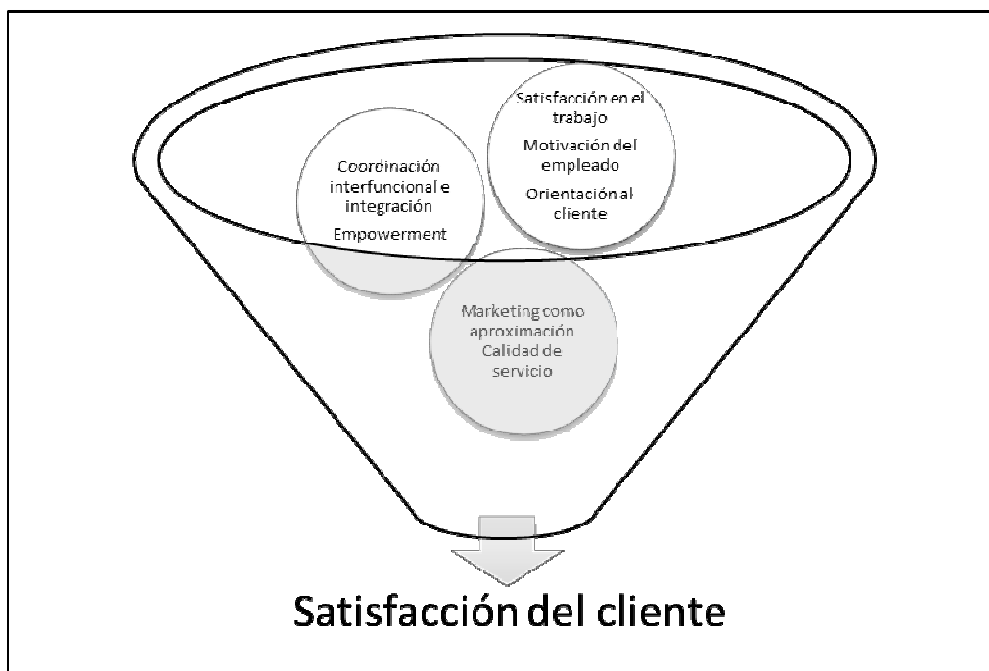 Satisfacción en el
trabajo
Motivación del
empleado
Orientación al
cliente
Coordinación
interfuncional e
integración
Empowerment
Marketing como
aproximación
Calidad de
servicio
Satisfacción del cliente